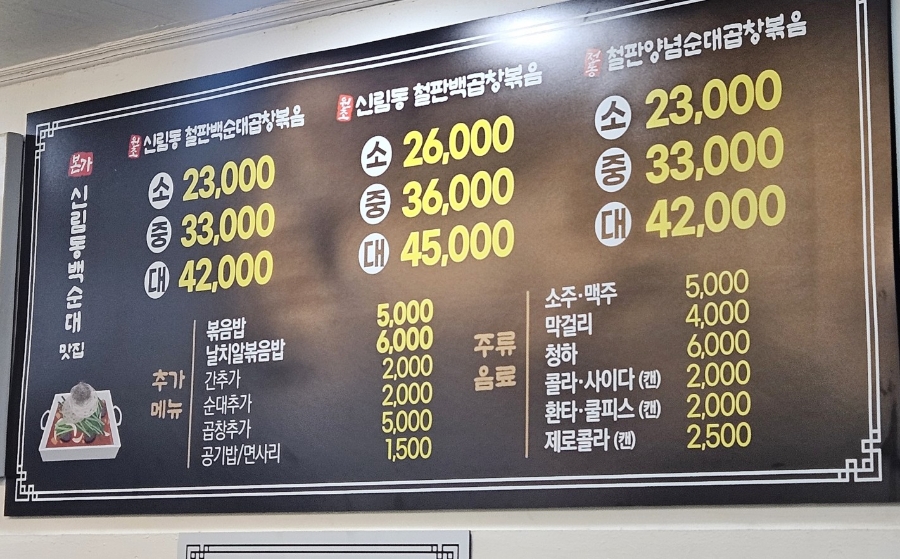 본가 신림동백순대 맛집
원조 신림동 철판백순대곱창볶음
소 23,000
중 33,000
대 42,000
원조 신림동 철판백곱창볶음
소 26,000
중 36,000
대 45,000
전통 철판양념순대곱창볶음
소 23,000
중 33,000
대 42,000
추가
메뉴
볶음밥 5,000
날치알볶음밥 6,000
간추가 2,000
순대추가 2,000
곱창추가 5,000
공기밥/면사리 1,500
주류
음료
소주·맥주 5,000
막걸리 4,000
청하 6,000
콜라·사이다 (캔) 2,000
환타·쿨피스 (캔) 2,000
제로콜라 (캔) 2,500